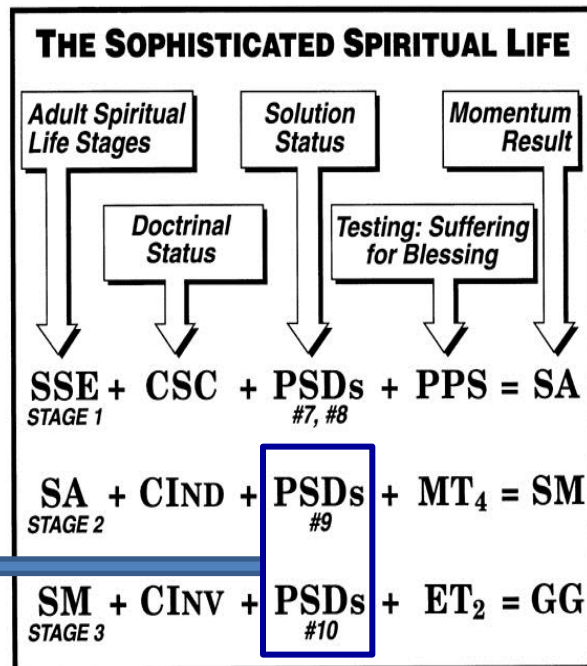 THE SOPHISTICATED SPIRITUAL LIFE
Adult Spiritual
Life Stages
Solution
Status
Momentum
Result
Doctrinal
Status
Testing: Suffering
for Blessing
SSE + CSC + PSDs + PPS = SA
STAGE 1 #7, #8
SA + CIND + PSDs + MT₄ = SM
STAGE 2 #9
SM + CINV + PSDs + ET₂ = GG
STAGE 3 #10